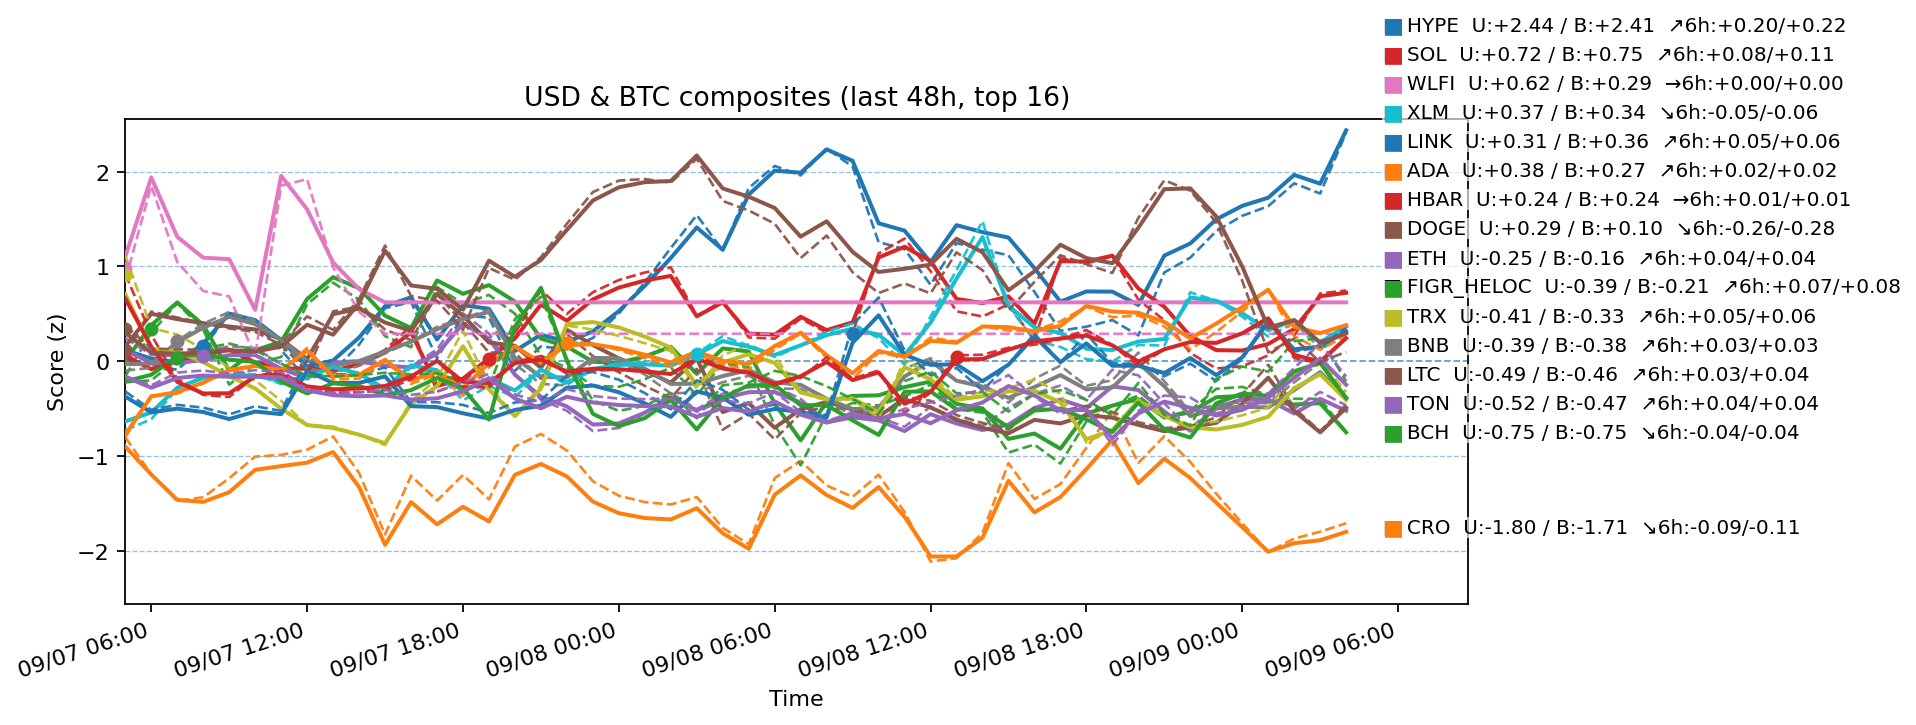 USD & BTC composites (last 48h, top 16)
HYPE U:+2.44 / B:+2.41 ↗6h:+0.20/+0.22
SOL U:+0.72 / B:+0.75 ↗6h:+0.08/+0.11
WLFI U:+0.62 / B:+0.29 →6h:+0.00/+0.00
XLM U:+0.37 / B:+0.34 ↘6h:-0.05/-0.06
LINK U:+0.31 / B:+0.36 ↗6h:+0.05/+0.06
ADA U:+0.38 / B:+0.27 ↗6h:+0.02/+0.02
HBAR U:+0.24 / B:+0.24 →6h:+0.01/+0.01
DOGE U:+0.29 / B:+0.10 ↘6h:-0.26/-0.28
ETH U:-0.25 / B:-0.16 ↗6h:+0.04/+0.04
FIGR_HELOC U:-0.39 / B:-0.21 ↗6h:+0.07/+0.08
TRX U:-0.41 / B:-0.33 ↗6h:+0.05/+0.06
BNB U:-0.39 / B:-0.38 ↗6h:+0.03/+0.03
LTC U:-0.49 / B:-0.46 ↗6h:+0.03/+0.04
TON U:-0.52 / B:-0.47 ↗6h:+0.04/+0.04
BCH U:-0.75 / B:-0.75 ↘6h:-0.04/-0.04
CRO U:-1.80 / B:-1.71 ↘6h:-0.09/-0.11
Score (z)
2
1
0
−1
−2
09/07 06:00
09/07 12:00
09/07 18:00
09/08 00:00
09/08 06:00
09/08 12:00
09/08 18:00
09/09 00:00
09/09 06:00
Time